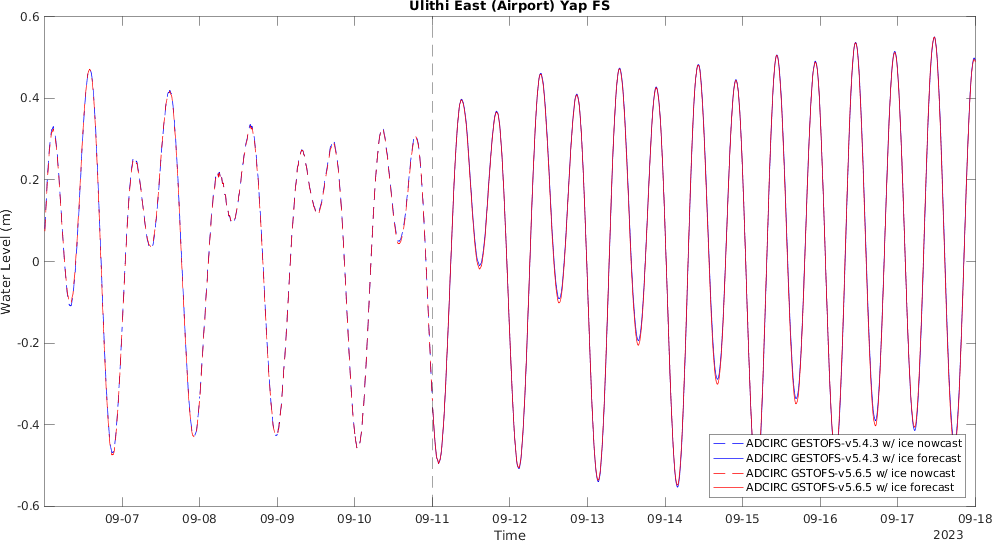 Ulithi East (Airport) Yap FS
0.6
0.4
0.2
0
-0.2
-0.4
-0.6
Water Level (m)
09-07 09-08 09-09 09-10 09-11 09-12 09-13 09-14 09-15 09-16 09-17 09-18
Time
2023
ADCIRC GESTOFS-v5.4.3 w/ ice nowcast
ADCIRC GESTOFS-v5.4.3 w/ ice forecast
ADCIRC GSTOFS-v5.6.5 w/ ice nowcast
ADCIRC GSTOFS-v5.6.5 w/ ice forecast